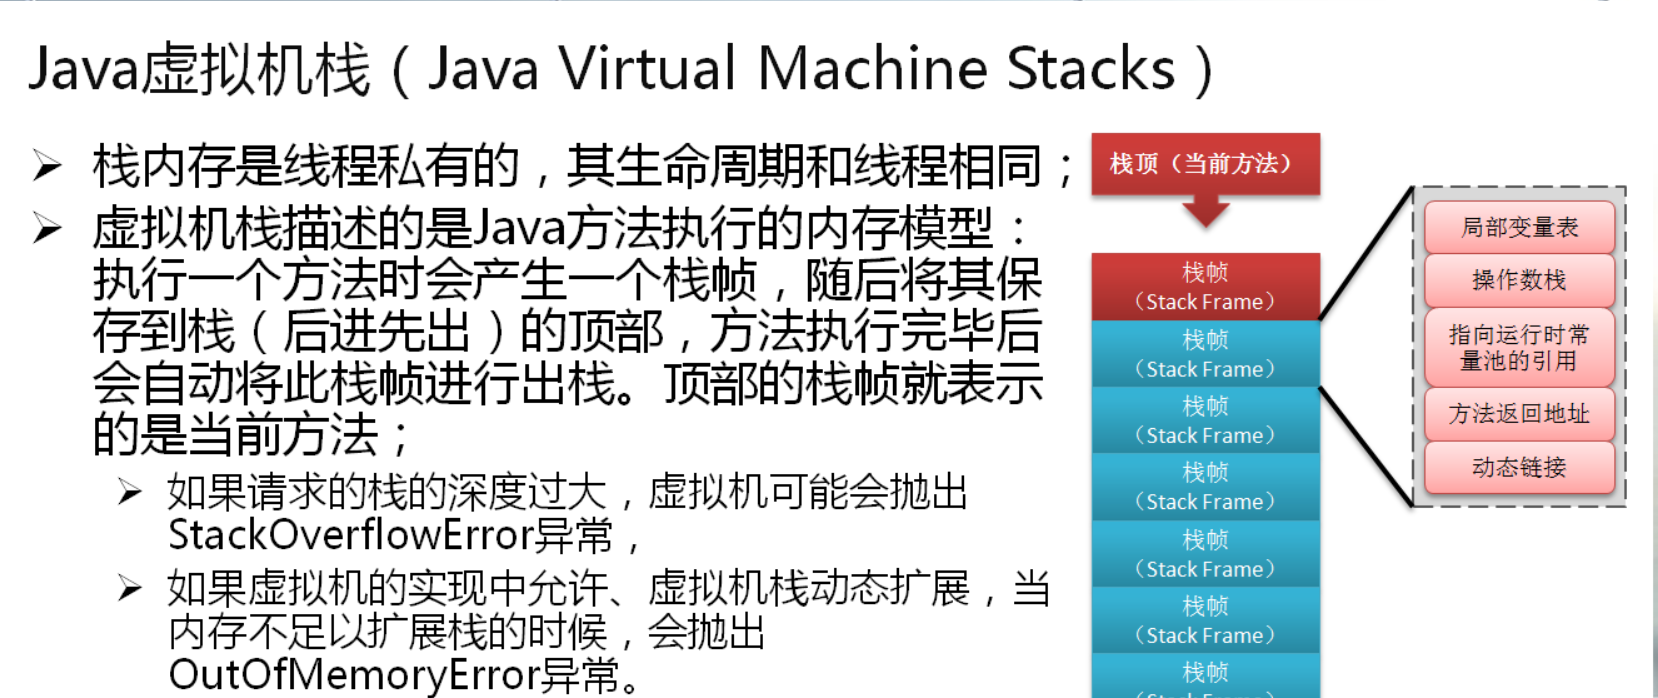 Java虚拟机栈（Java Virtual Machine Stacks）
栈内存是线程私有的，其生命周期和线程相同；
虚拟机栈描述的是Java方法执行的内存模型：
执行一个方法时会产生一个栈帧，随后将其保
存到栈（后进先出）的顶部，方法执行完毕后
会自动将此栈帧进行出栈。顶部的栈帧就表示
的是当前方法；
如果请求的栈的深度过大，虚拟机可能会抛出
StackOverflowError异常，
如果虚拟机的实现中允许、虚拟机栈动态扩展，当
内存不足以扩展栈的时候，会抛出
OutOfMemoryError异常。
栈顶（当前方法）
栈帧
（Stack Frame）
栈帧
（Stack Frame）
栈帧
（Stack Frame）
栈帧
（Stack Frame）
栈帧
（Stack Frame）
栈帧
（Stack Frame）
栈帧
局部变量表
操作数栈
指向运行时常
量池的引用
方法返回地址
动态链接